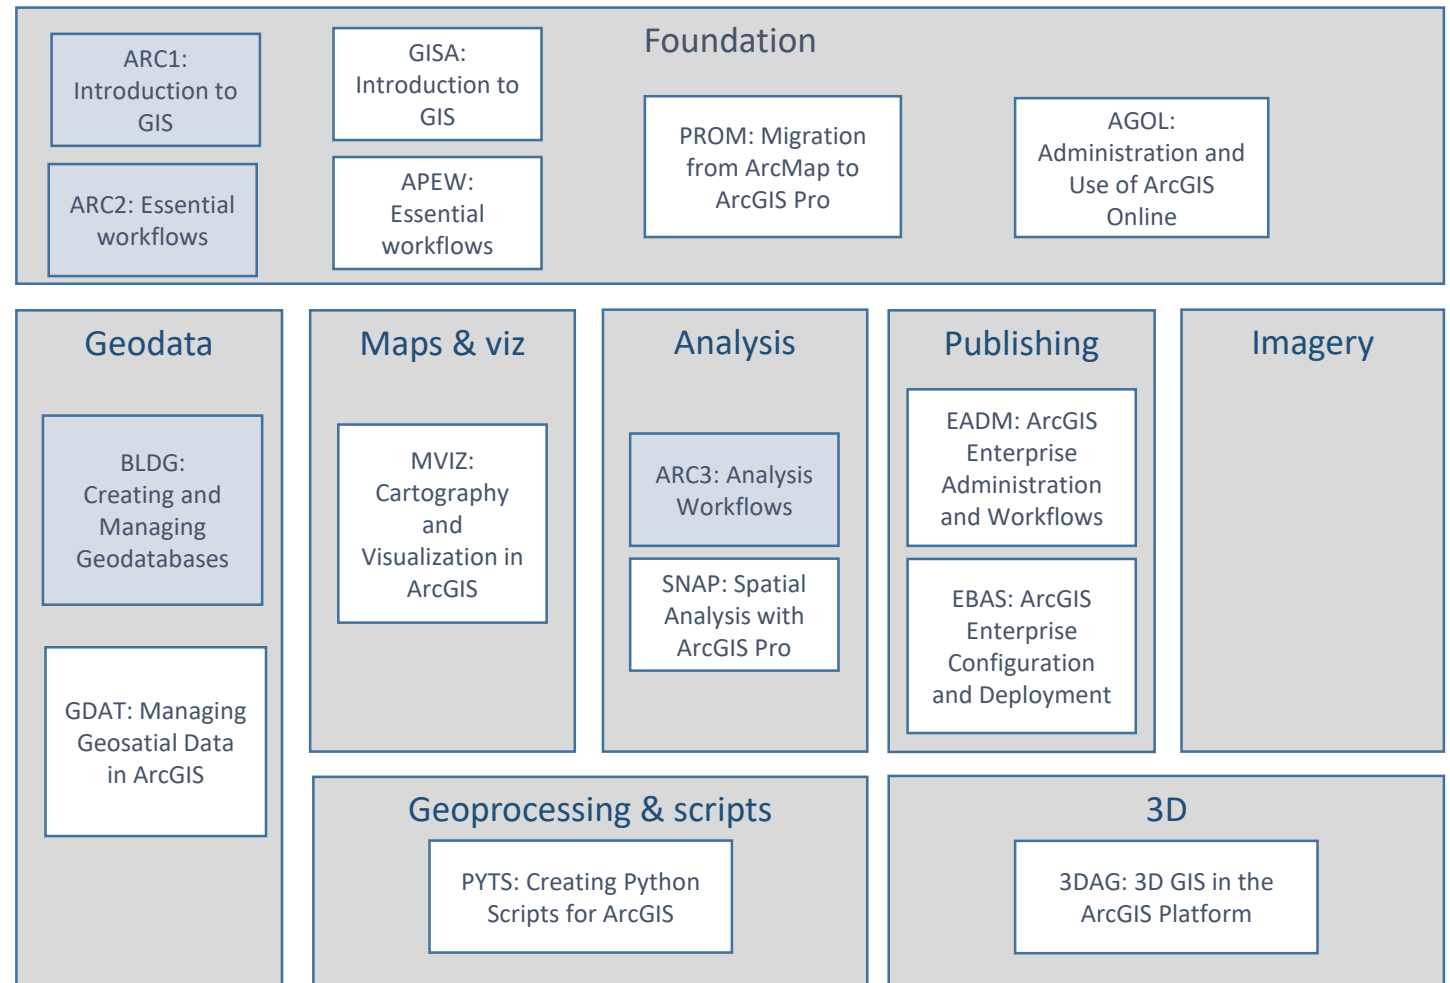 Foundation
ARC1:
Introduction to
GIS
GISA:
Introduction to
GIS
PROM: Migration
from ArcMap to
ArcGIS Pro
AGOL:
Administration and
Use of ArcGIS
Online
ARC2: Essential
workflows
APEW:
Essential
workflows
Geodata
BLDG:
Creating and
Managing
Geodatabases
GDAT: Managing
Geosatial Data
in ArcGIS
Maps & viz
MVIZ:
Cartography
and
Visualization in
ArcGIS
Analysis
ARC3: Analysis
Workflows
SNAP: Spatial
Analysis with
ArcGIS Pro
Publishing
EADM: ArcGIS
Enterprise
Administration
and Workflows
EBAS: ArcGIS
Enterprise
Configuration
and Deployment
Imagery
Geoprocessing & scripts
PYTS: Creating Python
Scripts for ArcGIS
3D
3DAG: 3D GIS in the
ArcGIS Platform